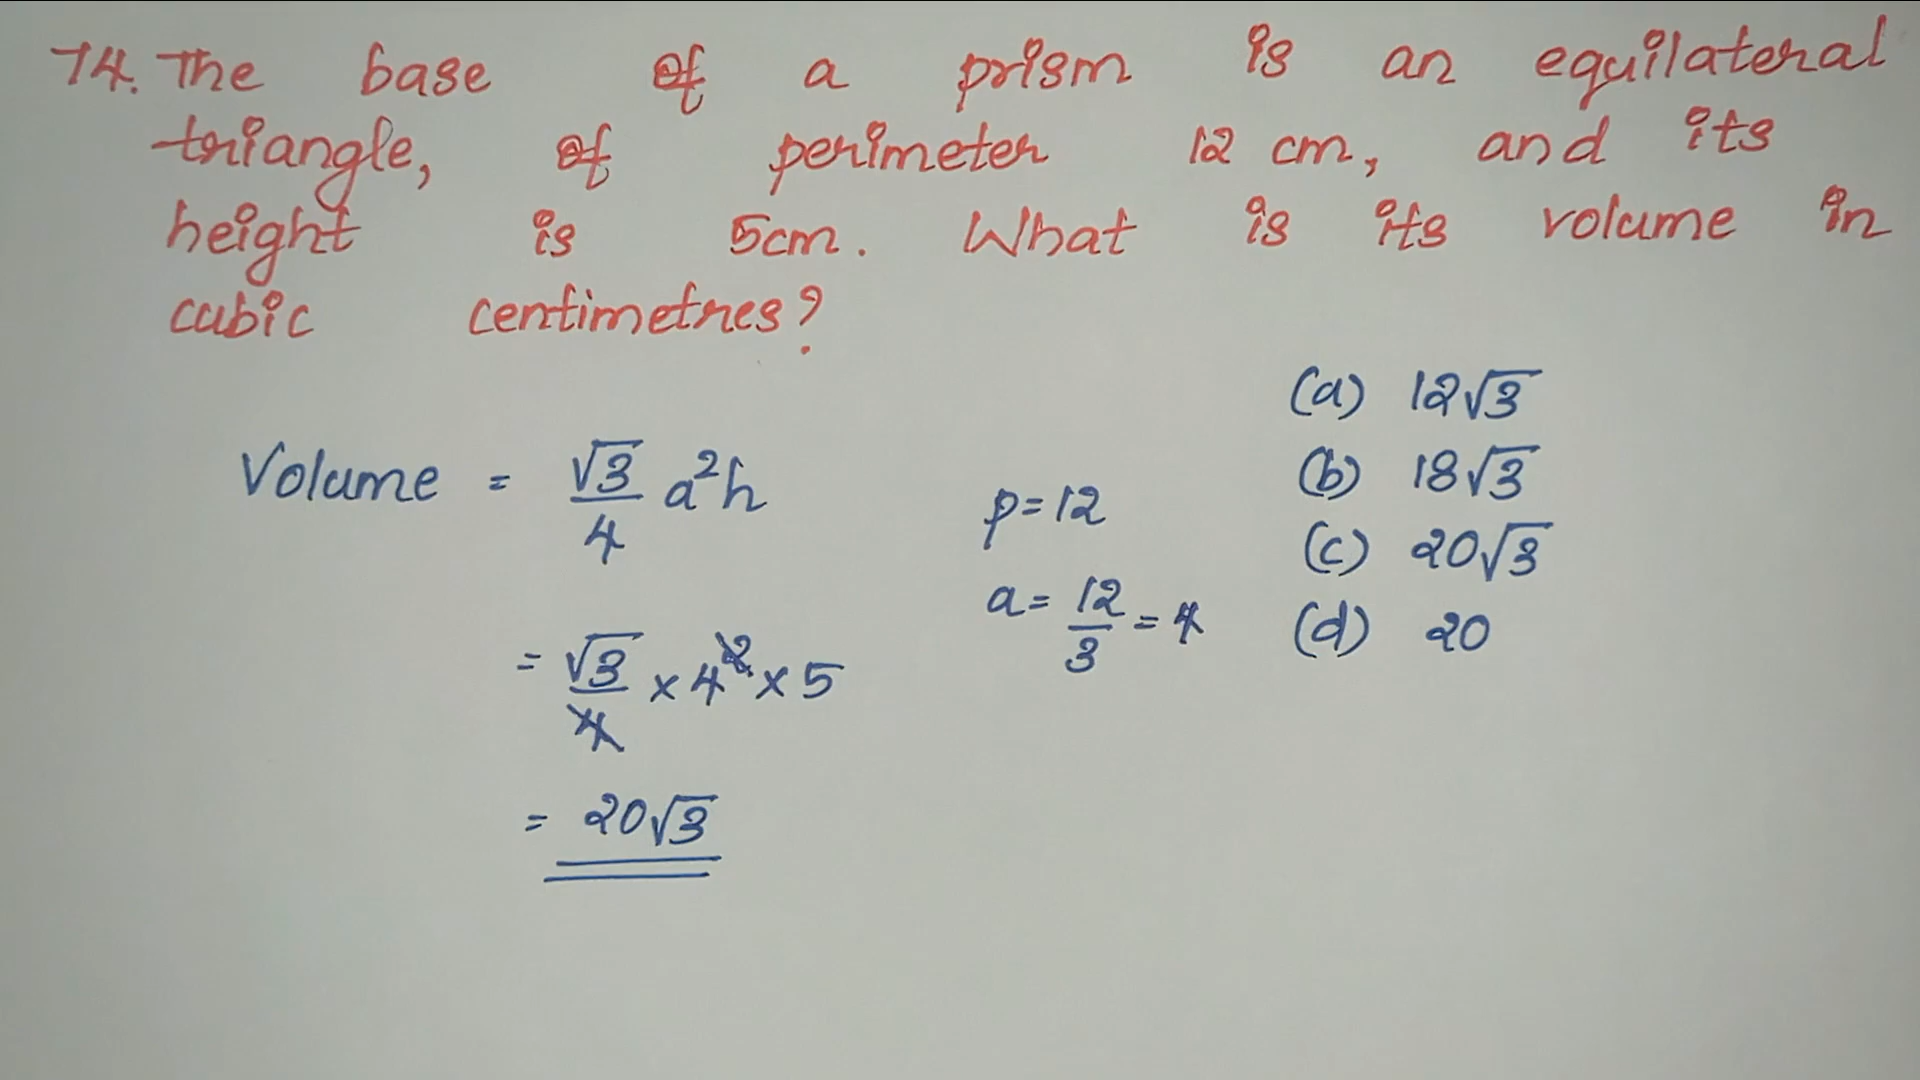 74. The base of a prism is an equilateral
triangle, of perimeter 12 cm, and its
height is 5cm. What is its volume in
cubic centimetres?
(a) 12√3
(b) 18√3
(c) 20√3
(d) 20
Volume = √3/4 a²h
= √3/4 × 4² × 5
= 20√3
p = 12
a = 12/3 = 4